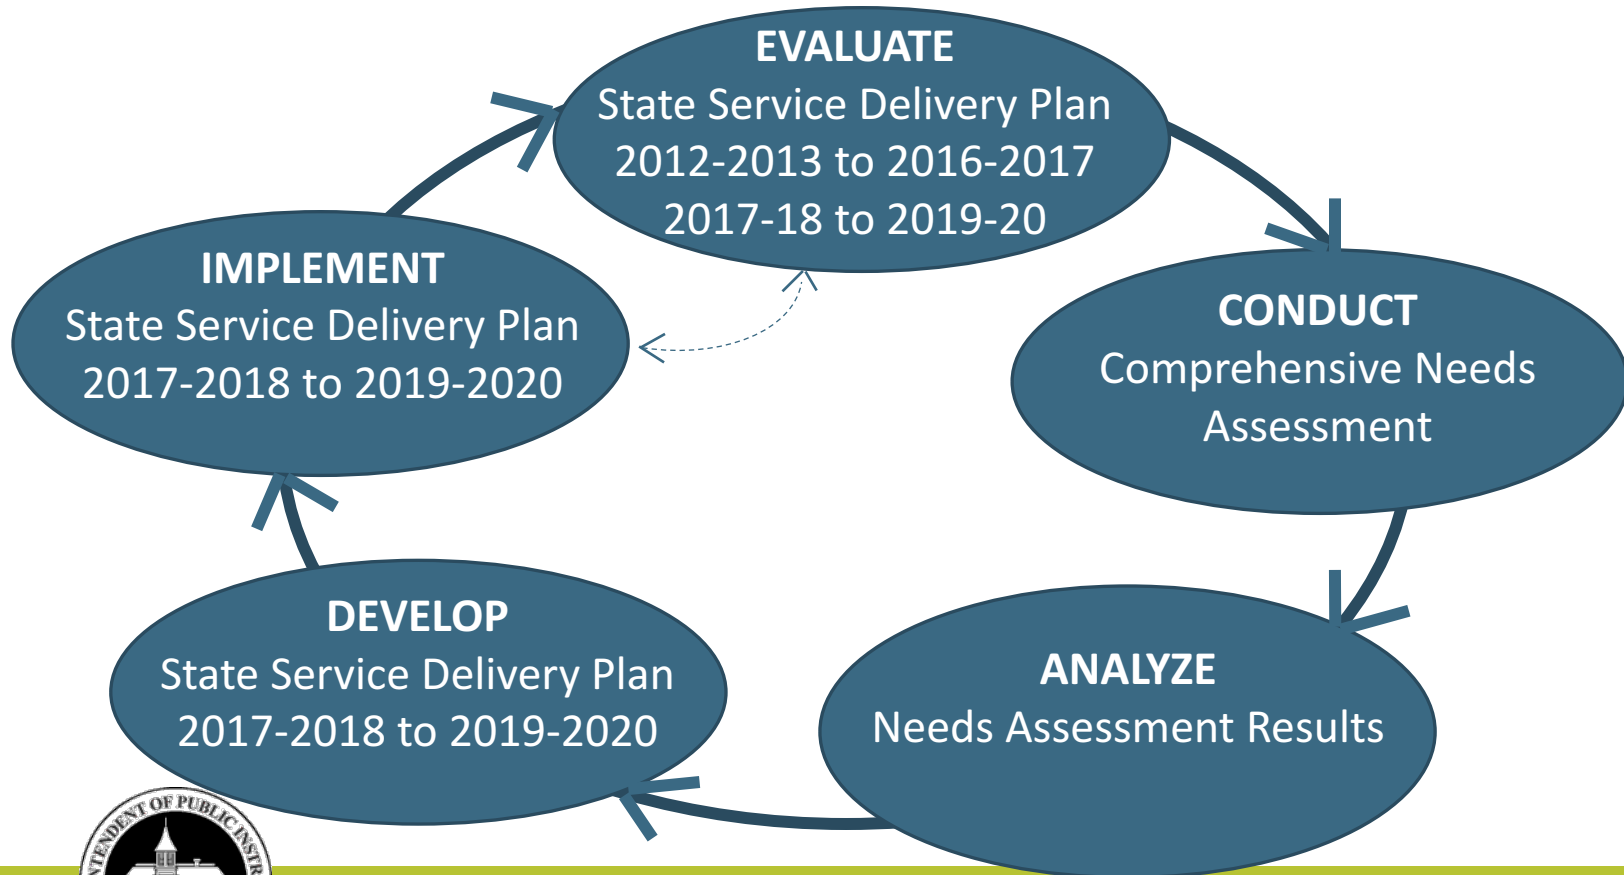 EVALUATE
State Service Delivery Plan
2012-2013 to 2016-2017
2017-18 to 2019-20
CONDUCT
Comprehensive Needs
Assessment
ANALYZE
Needs Assessment Results
DEVELOP
State Service Delivery Plan
2017-2018 to 2019-2020
IMPLEMENT
State Service Delivery Plan
2017-2018 to 2019-2020
OF PUBLIC